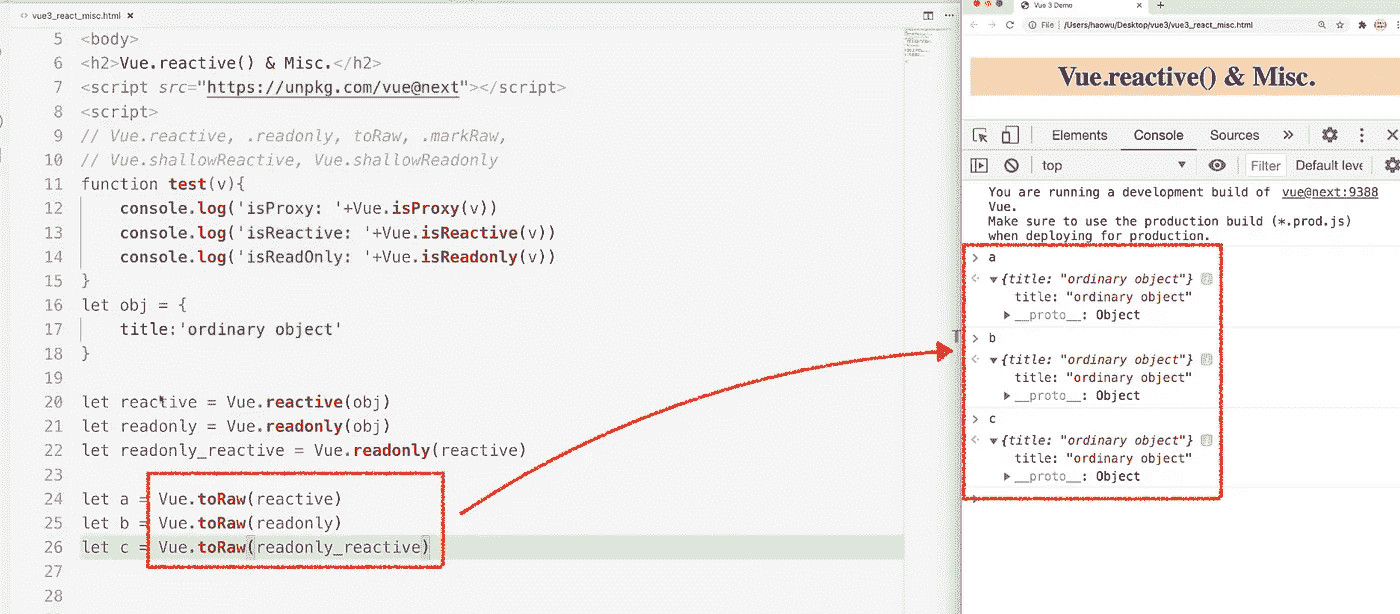 vue3_react_misc.html
5 <body>
6 <h2>Vue.reactive() & Misc.</h2>
7 <script src="https://unpkg.com/vue@next"></script>
8 <script>
9 // Vue.reactive, .readonly, toRaw, .markRaw,
10 // Vue.shallowReactive, Vue.shallowReadonly
11 function test(v){
12 console.log('isProxy: '+Vue.isProxy(v))
13 console.log('isReactive: '+Vue.isReactive(v))
14 console.log('isReadOnly: '+Vue.isReadonly(v))
15 }
16 let obj = {
17 title:'ordinary object'
18 }
19
20 let reactive = Vue.reactive(obj)
21 let readonly = Vue.readonly(obj)
22 let readonly_reactive = Vue.readonly(reactive)
23
24 let a = Vue.toRaw(reactive)
25 let b = Vue.toRaw(readonly)
26 let c = Vue.toRaw(readonly_reactive)
27
28
Vue 3 Demo
File /Users/haowu/Desktop/vue3/vue3_react_misc.html
Vue.reactive() & Misc.
Elements Console Sources
top Filter Default leve
You are running a development build of vue@next:9388
Vue.
Make sure to use the production build (*.prod.js)
when deploying for production.
a
{title: "ordinary object"}
title: "ordinary object"
__proto__: Object
b
{title: "ordinary object"}
title: "ordinary object"
__proto__: Object
c
{title: "ordinary object"}
title: "ordinary object"
__proto__: Object